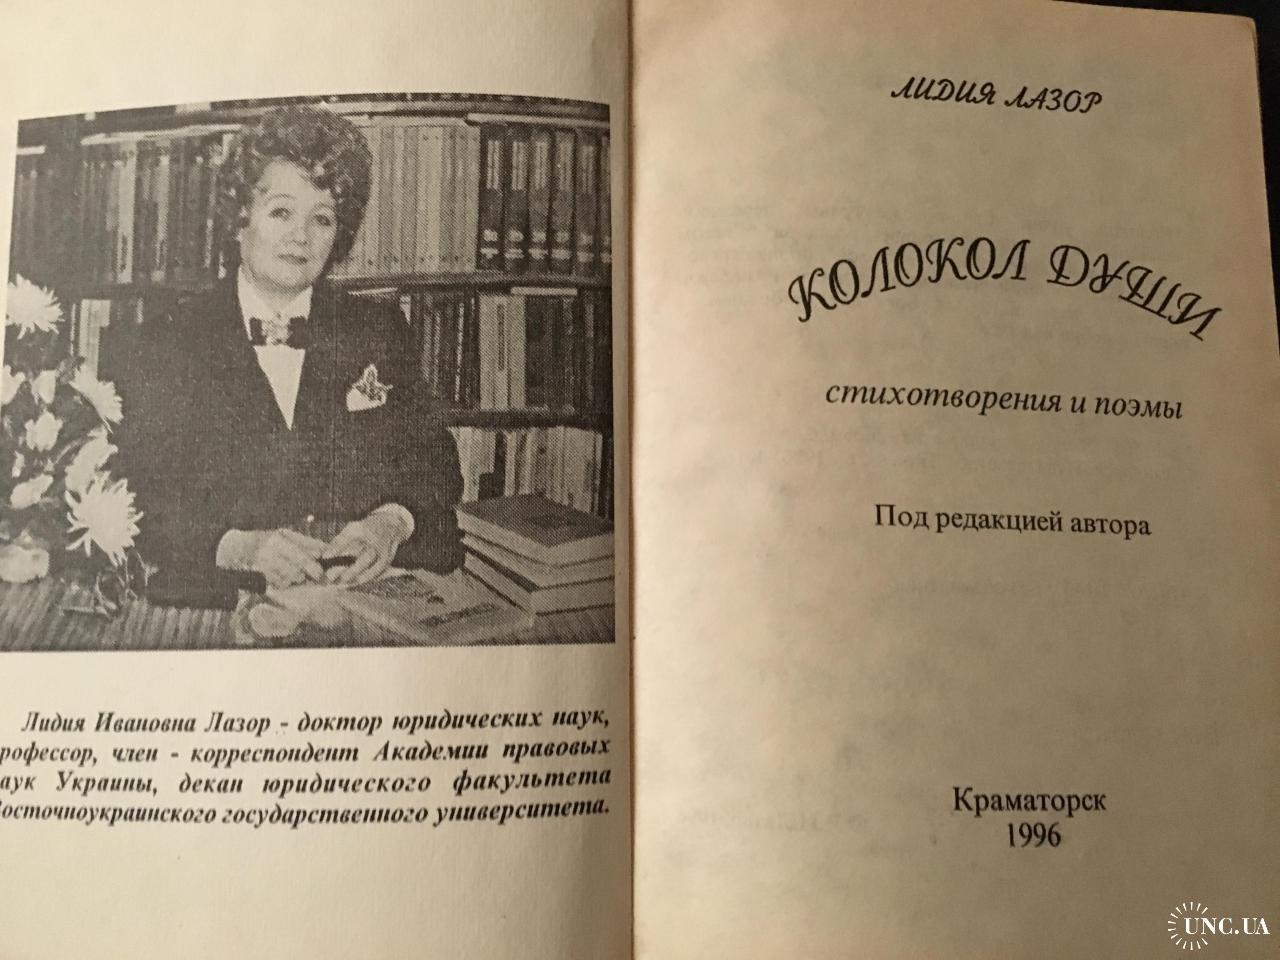 Лидия Ивановна Лазор - доктор юридических наук,
рофессор, член - корреспондент Академии правовых
аук Украины, декан юридического факультета
Восточноукраинского государственного университета.
ЛИДИЯ ЛАЗОР
КОЛОКОЛ ДУШИ
стихотворения и поэмы
Под редакцией автора
Краматорск
1996
UNC.UA